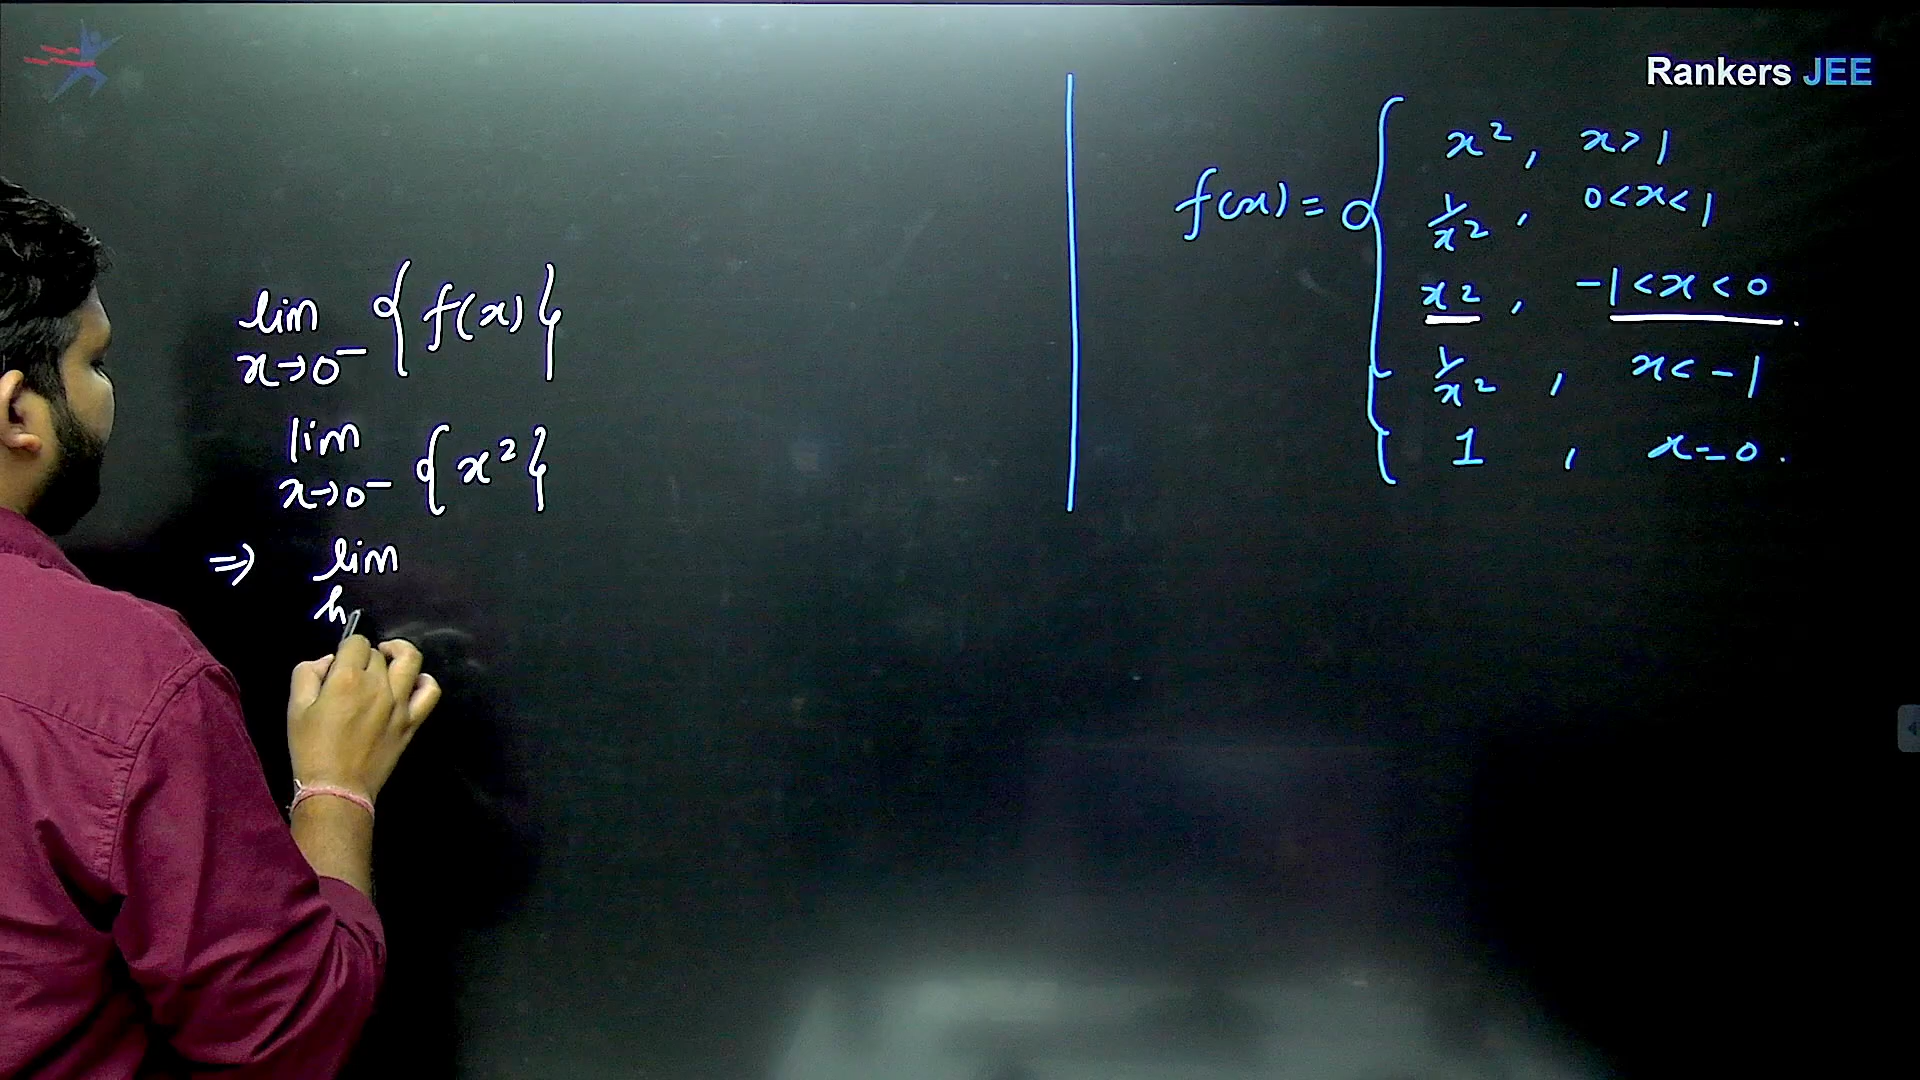 Rankers JEE
lim {f(x)}
x→0⁻
lim {x²}
x→0⁻
⇒ lim
h
f(x) = {
x², x>1
1/x², 0<x<1
x², -1<x<0.
1/x², x<-1
1, x=0.